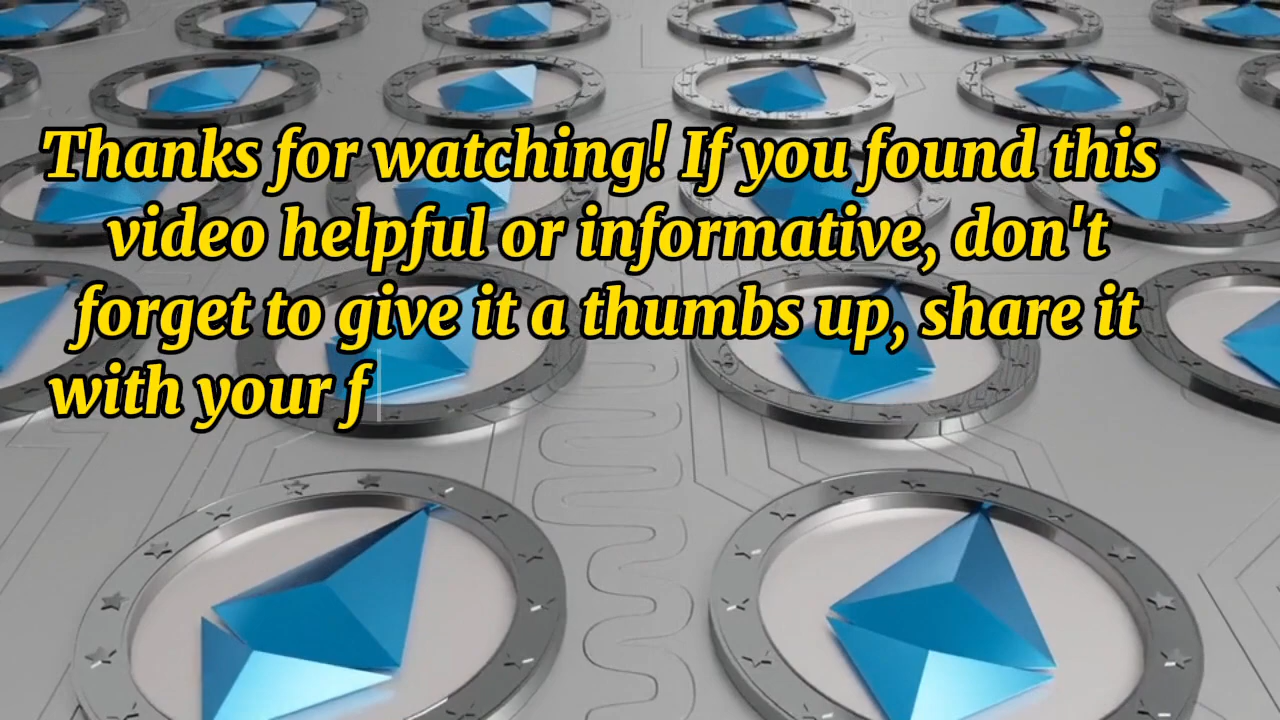 Thanks for watching! If you found this
video helpful or informative, don't
forget to give it a thumbs up, share it
with your f